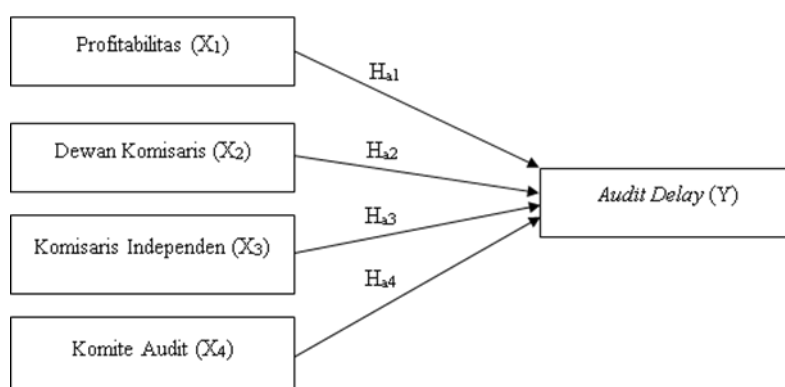 Profitabilitas (X₁)
Hₐ₁
Dewan Komisaris (X₂)
Hₐ₂
Audit Delay (Y)
Hₐ₃
Komisaris Independen (X₃)
Hₐ₄
Komite Audit (X₄)